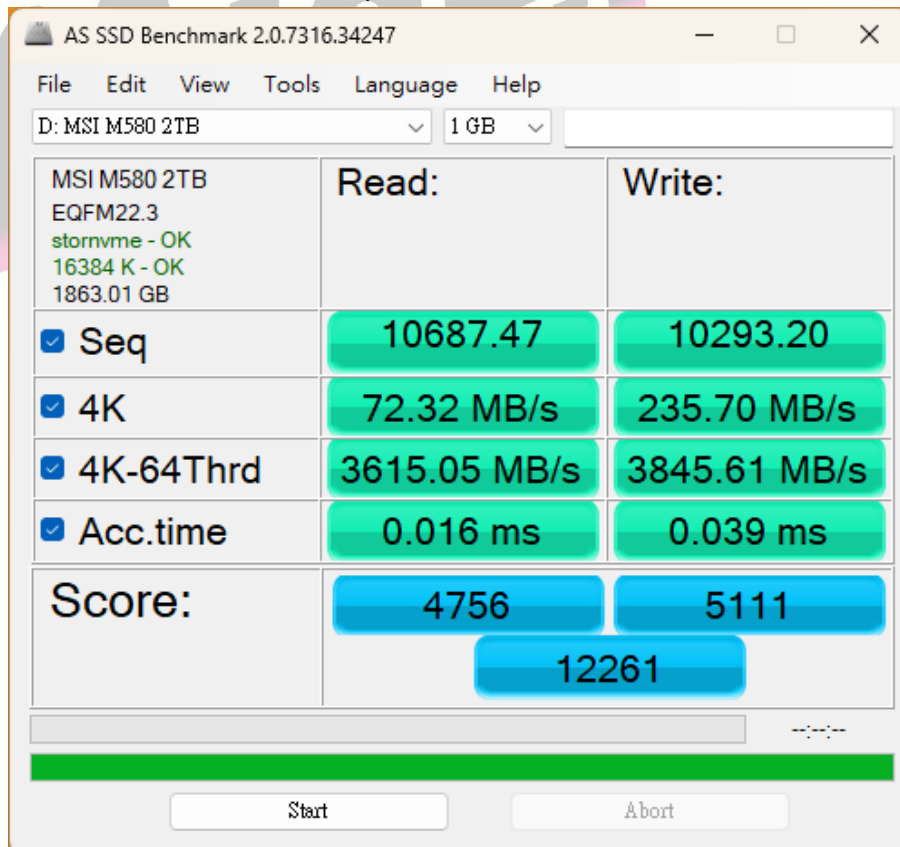 AS SSD Benchmark 2.0.7316.34247
File Edit View Tools Language Help
D: MSI M580 2TB 1 GB
MSI M580 2TB
EQFM22.3
stornvme - OK
16384 K - OK
1863.01 GB
Read: Write:
Seq 10687.47 10293.20
4K 72.32 MB/s 235.70 MB/s
4K-64Thrd 3615.05 MB/s 3845.61 MB/s
Acc.time 0.016 ms 0.039 ms
Score: 4756 5111
12261
--:--:--
Start Abort